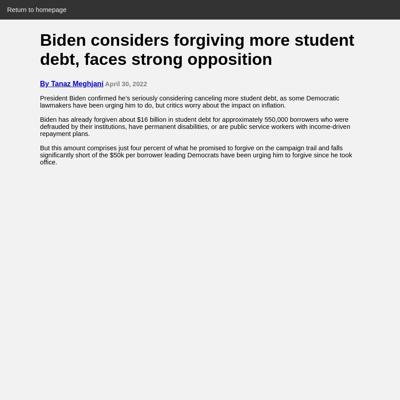 Return to homepage
Biden considers forgiving more student
debt, faces strong opposition
By Tanaz Meghjani April 30, 2022
President Biden confirmed he's seriously considering canceling more student debt, as some Democratic
lawmakers have been urging him to do, but critics worry about the impact on inflation.
Biden has already forgiven about $16 billion in student debt for approximately 550,000 borrowers who were
defrauded by their institutions, have permanent disabilities, or are public service workers with income-driven
repayment plans.
But this amount comprises just four percent of what he promised to forgive on the campaign trail and falls
significantly short of the $50k per borrower leading Democrats have been urging him to forgive since he took
office.